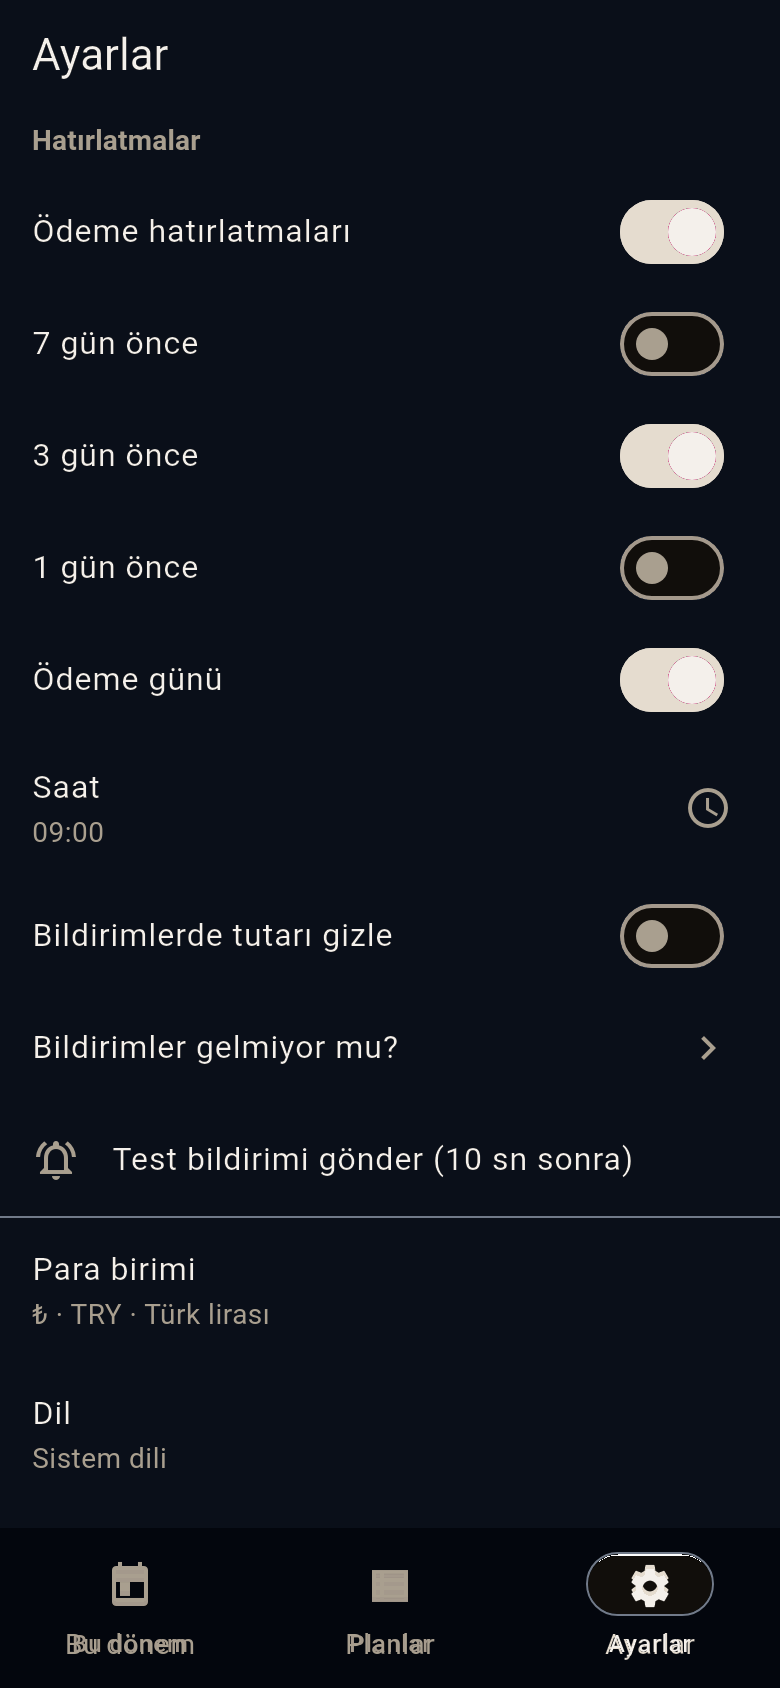 Ayarlar
Hatırlatmalar
Ödeme hatırlatmaları
7 gün önce
3 gün önce
1 gün önce
Ödeme günü
Saat
09:00
Bildirimlerde tutarı gizle
Bildirimler gelmiyor mu?
Test bildirimi gönder (10 sn sonra)
Para birimi
₺ · TRY · Türk lirası
Dil
Sistem dili
Bu dönem
Planlar
Ayarlar